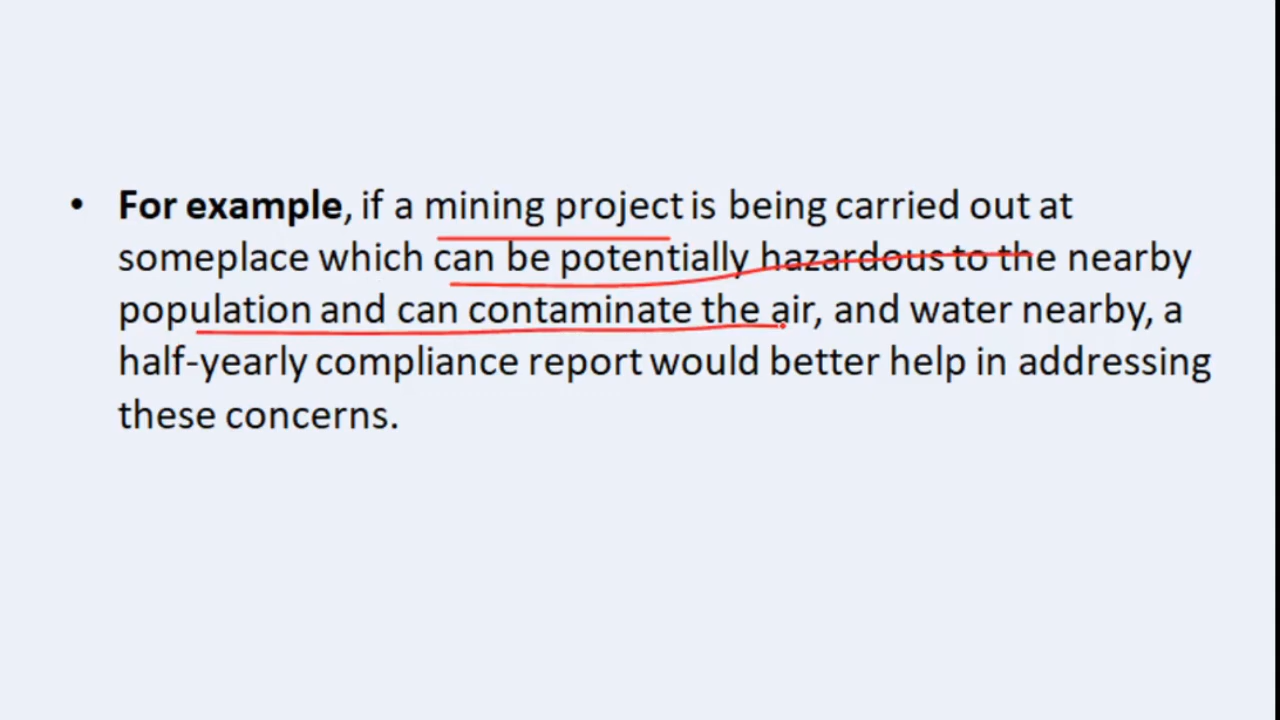 • For example, if a mining project is being carried out at
someplace which can be potentially hazardous to the nearby
population and can contaminate the air, and water nearby, a
half-yearly compliance report would better help in addressing
these concerns.